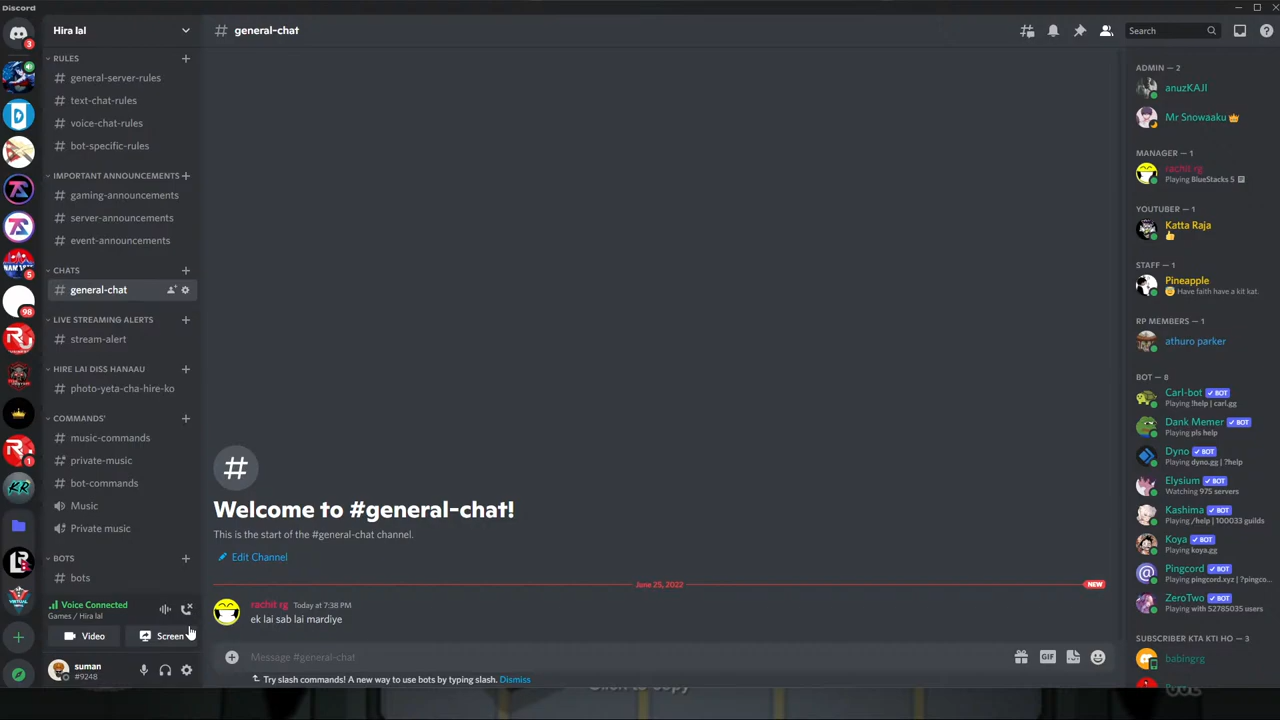 Discord
Hira lal
general-chat
Search
3
RULES
general-server-rules
text-chat-rules
voice-chat-rules
bot-specific-rules
IMPORTANT ANNOUNCEMENTS
gaming-announcements
server-announcements
event-announcements
CHATS
general-chat
LIVE STREAMING ALERTS
stream-alert
HIRE LAI DISS HANAAU
photo-yeta-cha-hire-ko
COMMANDS'
music-commands
private-music
bot-commands
Music
Private music
BOTS
bots
Voice Connected
Games / Hira lal
Video
Screen
suman
#9248
5
98
1
Welcome to #general-chat!
This is the start of the #general-chat channel.
Edit Channel
June 25, 2022
NEW
rachit rg Today at 7:38 PM
ek lai sab lai mardiye
Message #general-chat
GIF
Try slash commands! A new way to use bots by typing slash. Dismiss
ADMIN — 2
anuzKAJI
Mr Snowaaku
MANAGER — 1
rachit rg
Playing BlueStacks 5
YOUTUBER — 1
Katta Raja
STAFF — 1
Pineapple
Have faith have a kit kat.
RP MEMBERS — 1
athuro parker
BOT — 8
Carl-bot BOT
Playing !help | carl.gg
Dank Memer BOT
Playing pls help
Dyno BOT
Playing dyno.gg | ?help
Elysium BOT
Watching 975 servers
Kashima BOT
Playing /help | 100033 guilds
Koya BOT
Playing koya.gg
Pingcord BOT
Playing pingcord.xyz | ?pingco...
ZeroTwo BOT
Playing with 52785035 users
SUBSCRIBER KTA KTI HO — 3
babingrg